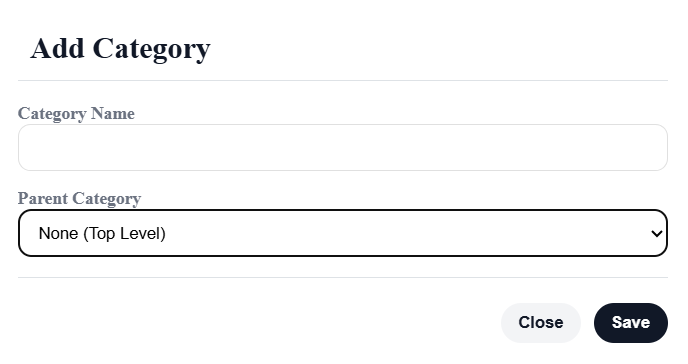 Add Category
Category Name
Parent Category
None (Top Level)
Close Save